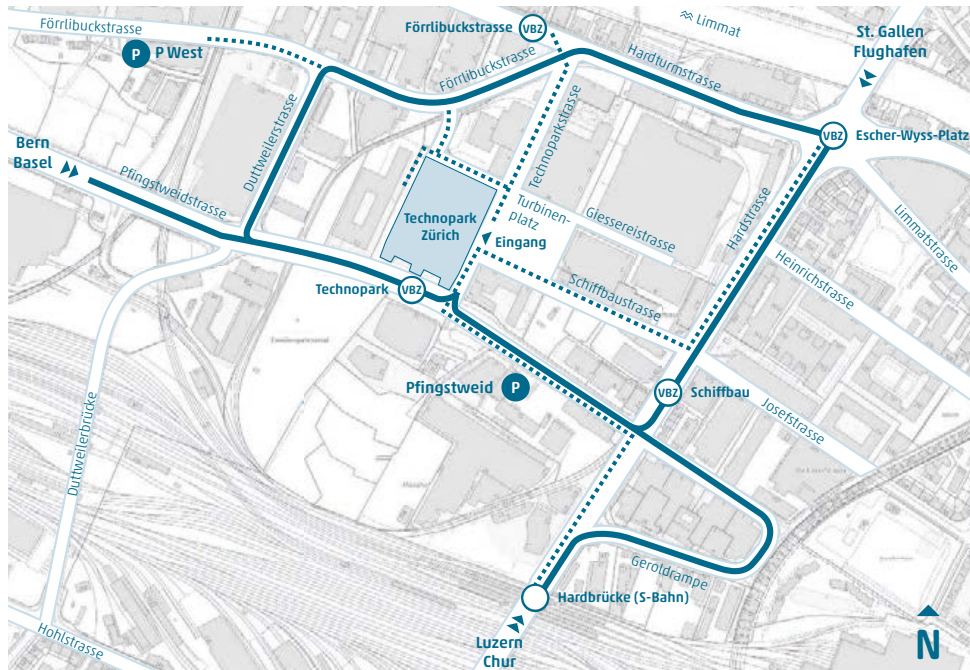 Förrlibuckstrasse
P
P West
Förrlibuckstrasse
VBZ
Limmat
St. Gallen
Flughafen
Förrlibuckstrasse
Hardturmstrasse
VBZ
Escher-Wyss-Platz
Bern
Basel
Pfingstweidstrasse
Duttweilerstrasse
Technoparkstrasse
Technopark
Zürich
Turbinen-
platz
Eingang
Giessereistrasse
Hardstrasse
Limmatstrasse
Heinrichstrasse
Technopark
VBZ
Schiffbaustrasse
Pfingstweid
P
VBZ
Schiffbau
Josefstrasse
Duttweilerbrücke
Geroldrampe
Hardbrücke (S-Bahn)
Hohlstrasse
Luzern
Chur
N